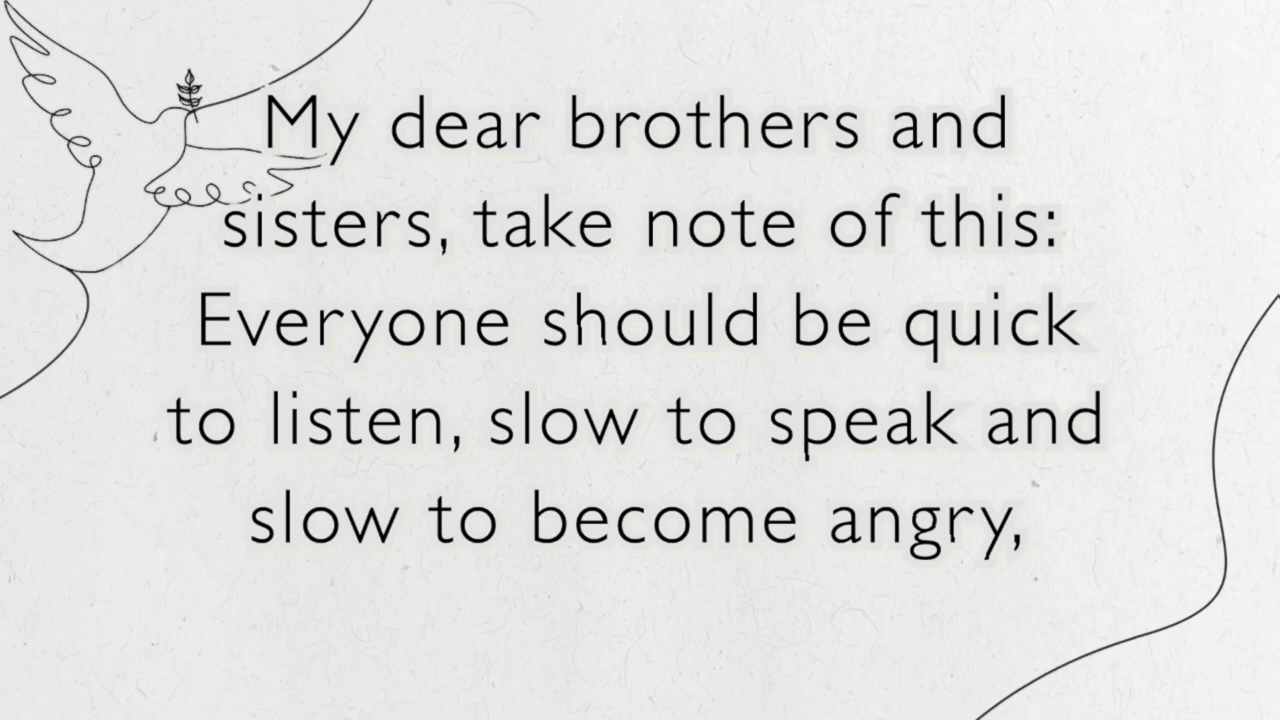 My dear brothers and
sisters, take note of this:
Everyone should be quick
to listen, slow to speak and
slow to become angry,